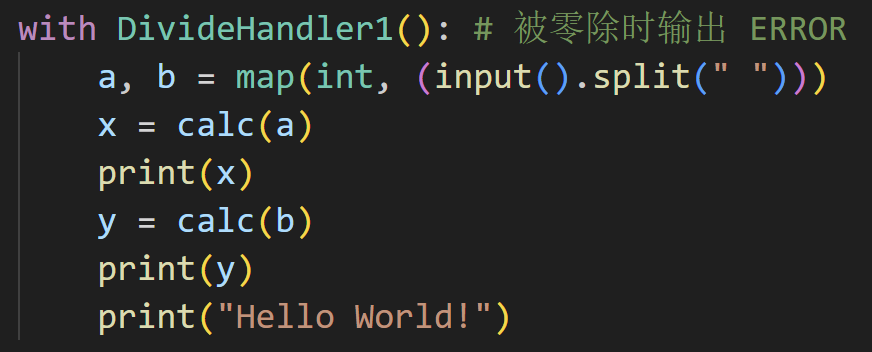 with DivideHandler1(): # 被零除时输出 ERROR
    a, b = map(int, (input().split(" ")))
    x = calc(a)
    print(x)
    y = calc(b)
    print(y)
    print("Hello World!")